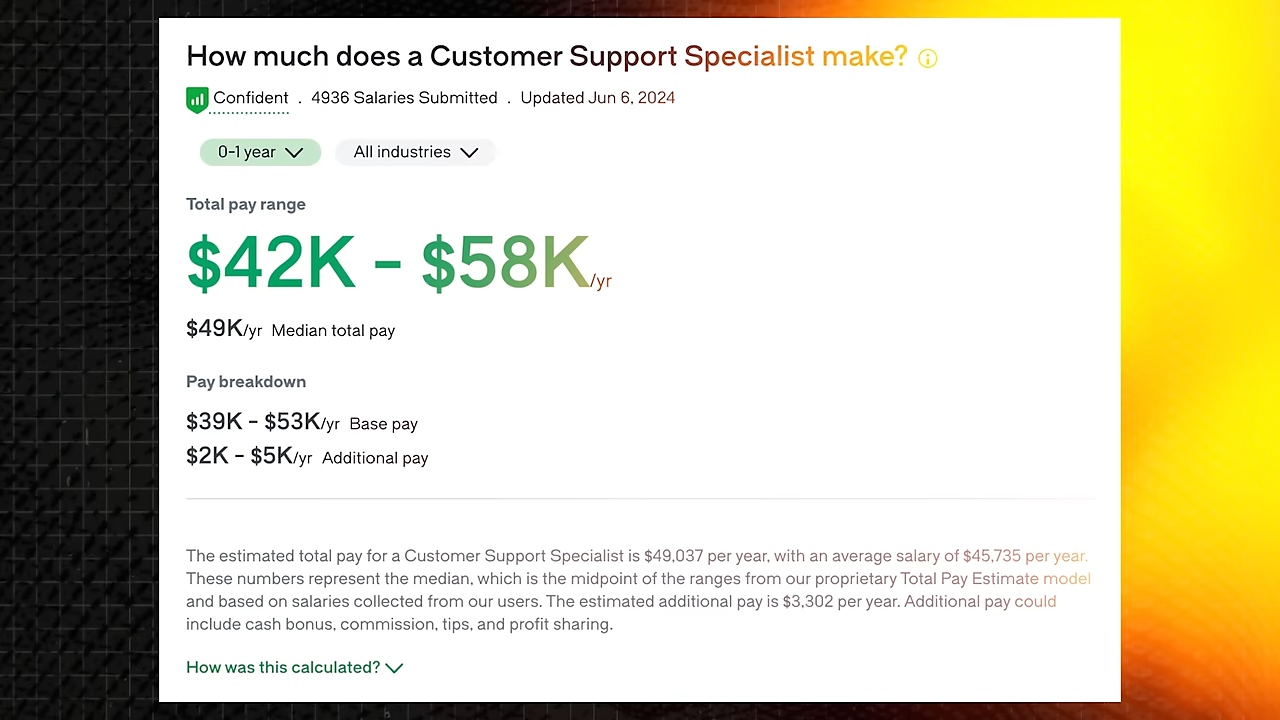 How much does a Customer Support Specialist make?
Confident . 4936 Salaries Submitted . Updated Jun 6, 2024
0-1 year All industries
Total pay range
$42K - $58K/yr
$49K/yr Median total pay
Pay breakdown
$39K - $53K/yr Base pay
$2K - $5K/yr Additional pay
The estimated total pay for a Customer Support Specialist is $49,037 per year, with an average salary of $45,735 per year.
These numbers represent the median, which is the midpoint of the ranges from our proprietary Total Pay Estimate model
and based on salaries collected from our users. The estimated additional pay is $3,302 per year. Additional pay could
include cash bonus, commission, tips, and profit sharing.
How was this calculated?